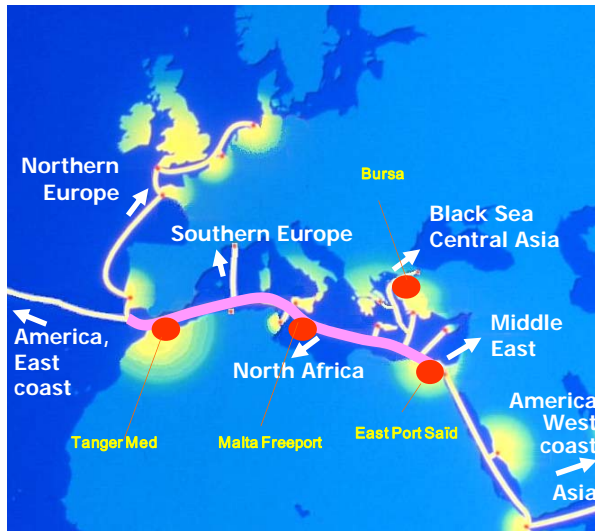 Bursa
Northern
Europe
Black Sea
Central Asia
Southern Europe
America,
East
coast
North Africa
Middle
East
America
West
coast
Asia
Tanger Med
Malta Freeport
East Port Saïd